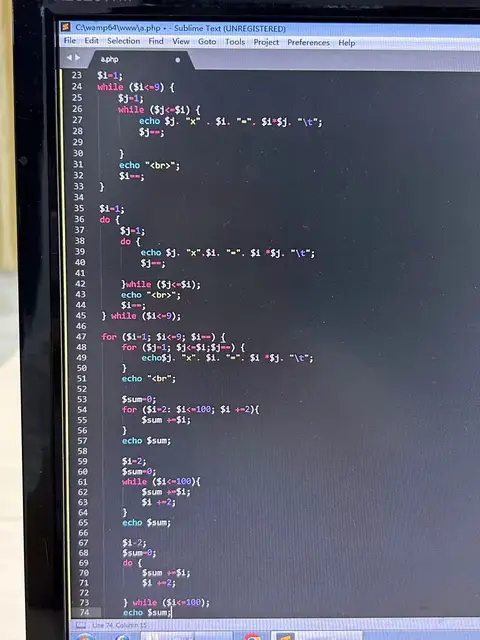 C:\wamp64\www\a.php • - Sublime Text (UNREGISTERED)
File Edit Selection Find View Goto Tools Project Preferences Help
a.php
23 $i=1;
24 while ($i<=9) {
25 $j=1;
26 while ($j<=$i) {
27 echo $j. "x" . $i. "=". $i*$j. "\t";
28 $j==;
29
30 }
31 echo "<br>";
32 $i==;
33 }
34
35 $i=1;
36 do {
37 $j=1;
38 do {
39 echo $j. "x".$i. "=". $i *$j. "\t";
40 $j==;
41
42 }while ($j<=$i);
43 echo "<br>";
44 $i==;
45 } while ($i<=9);
46
47 for ($i=1; $i<=9; $i==) {
48 for ($j=1; $j<=$i;$j==) {
49 echo$j. "x". $i. "=". $i *$j. "\t";
50 }
51 echo "<br";
52
53 $sum=0;
54 for ($i=2: $i<=100; $i +=2){
55 $sum +=$i;
56 }
57 echo $sum;
58
59 $i=2;
60 $sum=0;
61 while ($i<=100){
62 $sum +=$i;
63 $i +=2;
64 }
65 echo $sum;
66
67 $i-2;
68 $sum=0;
69 do {
70 $sum +=$i;
71 $i +=2;
72
73 } while ($i<=100);
74 echo $sum;
Line 74, Column 15